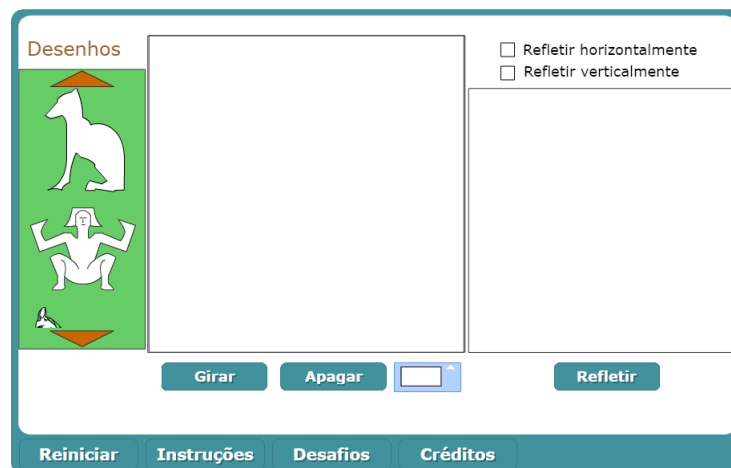 Desenhos
Refletir horizontalmente
Refletir verticalmente
Girar
Apagar
Refletir
Reiniciar
Instruções
Desafios
Créditos